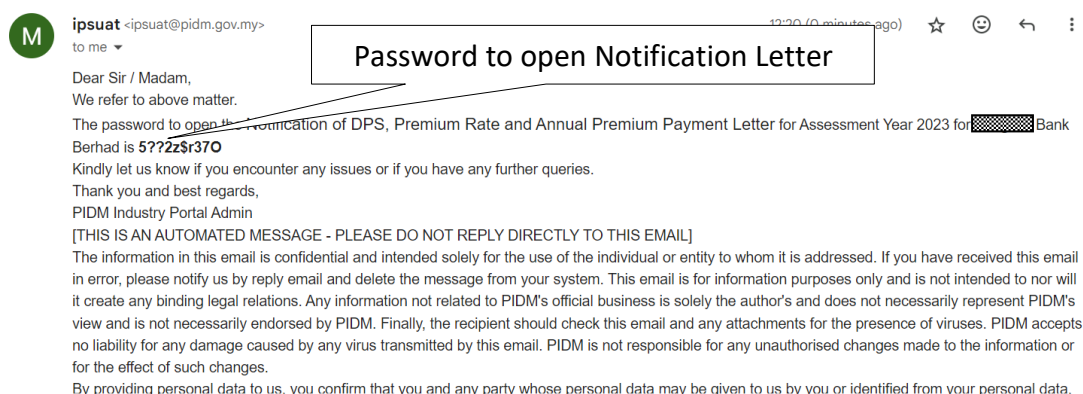 M
ipsuat <ipsuat@pidm.gov.my>
12:20 (0 minutes ago)
to me
Password to open Notification Letter
Dear Sir / Madam,
We refer to above matter.
The password to open the Notification of DPS, Premium Rate and Annual Premium Payment Letter for Assessment Year 2023 for Bank
Berhad is 5??2z$r37O
Kindly let us know if you encounter any issues or if you have any further queries.
Thank you and best regards,
PIDM Industry Portal Admin
[THIS IS AN AUTOMATED MESSAGE - PLEASE DO NOT REPLY DIRECTLY TO THIS EMAIL]
The information in this email is confidential and intended solely for the use of the individual or entity to whom it is addressed. If you have received this email
in error, please notify us by reply email and delete the message from your system. This email is for information purposes only and is not intended to nor will
it create any binding legal relations. Any information not related to PIDM's official business is solely the author's and does not necessarily represent PIDM's
view and is not necessarily endorsed by PIDM. Finally, the recipient should check this email and any attachments for the presence of viruses. PIDM accepts
no liability for any damage caused by any virus transmitted by this email. PIDM is not responsible for any unauthorised changes made to the information or
for the effect of such changes.
By providing personal data to us, you confirm that you and any party whose personal data may be given to us by you or identified from your personal data,